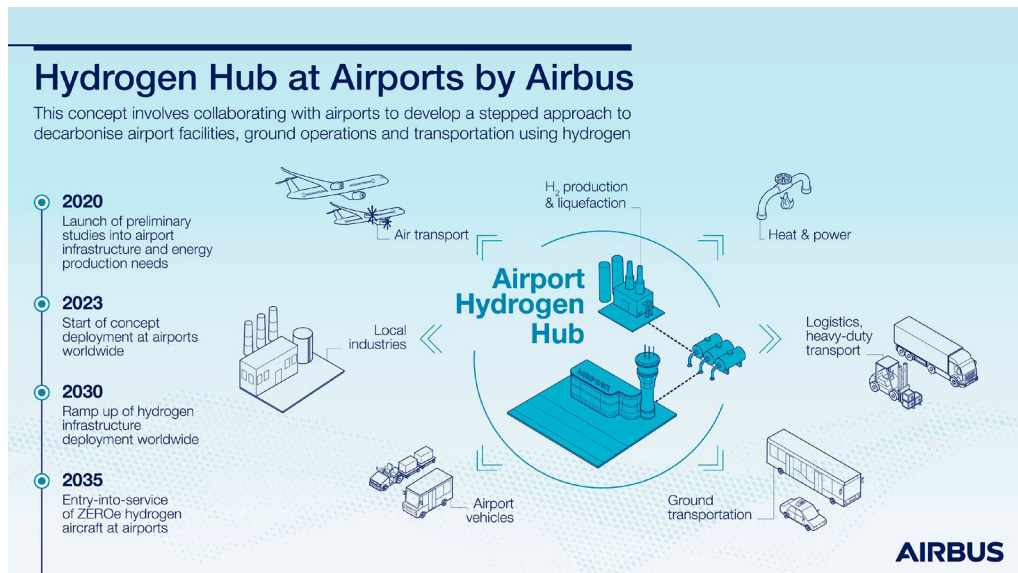 Hydrogen Hub at Airports by Airbus
This concept involves collaborating with airports to develop a stepped approach to
decarbonise airport facilities, ground operations and transportation using hydrogen
2020
Launch of preliminary
studies into airport
infrastructure and energy
production needs
2023
Start of concept
deployment at airports
worldwide
2030
Ramp up of hydrogen
infrastructure
deployment worldwide
2035
Entry-into-service
of ZEROe hydrogen
aircraft at airports
Air transport
H₂ production
& liquefaction
Heat & power
Airport
Hydrogen
Hub
Local
industries
Logistics,
heavy-duty
transport
AIRPORT
Airport
vehicles
Ground
transportation
AIRBUS